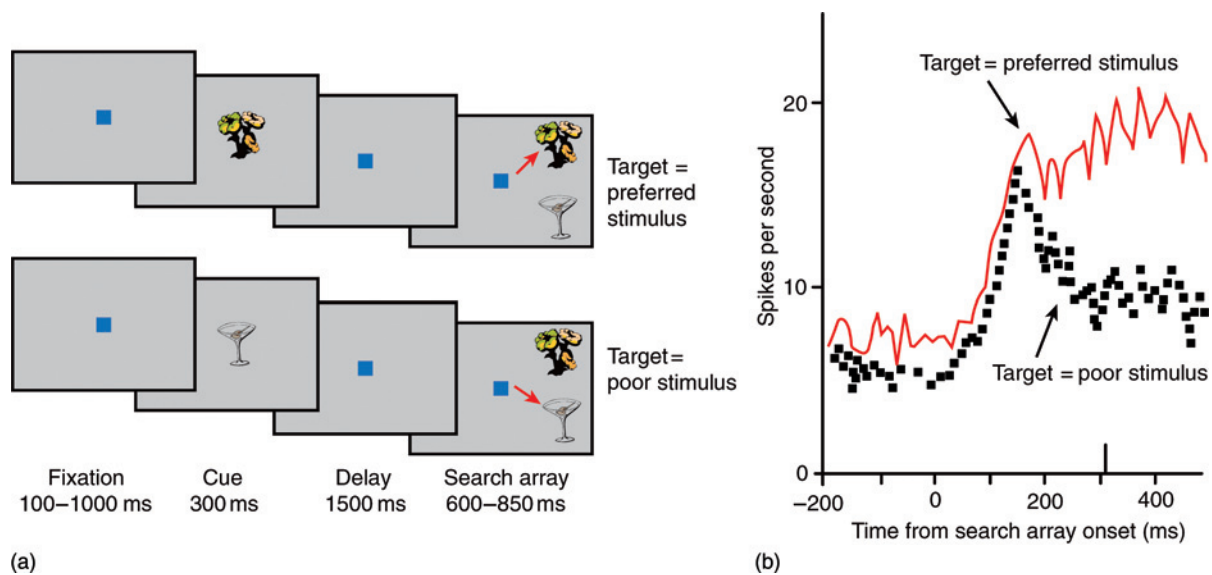 Target =
preferred
stimulus
Target =
poor stimulus
Fixation
100–1000 ms
Cue
300 ms
Delay
1500 ms
Search array
600–850 ms
(a)
Target = preferred stimulus
20
Spikes per second
10
Target = poor stimulus
0
–200
0
200
400
Time from search array onset (ms)
(b)